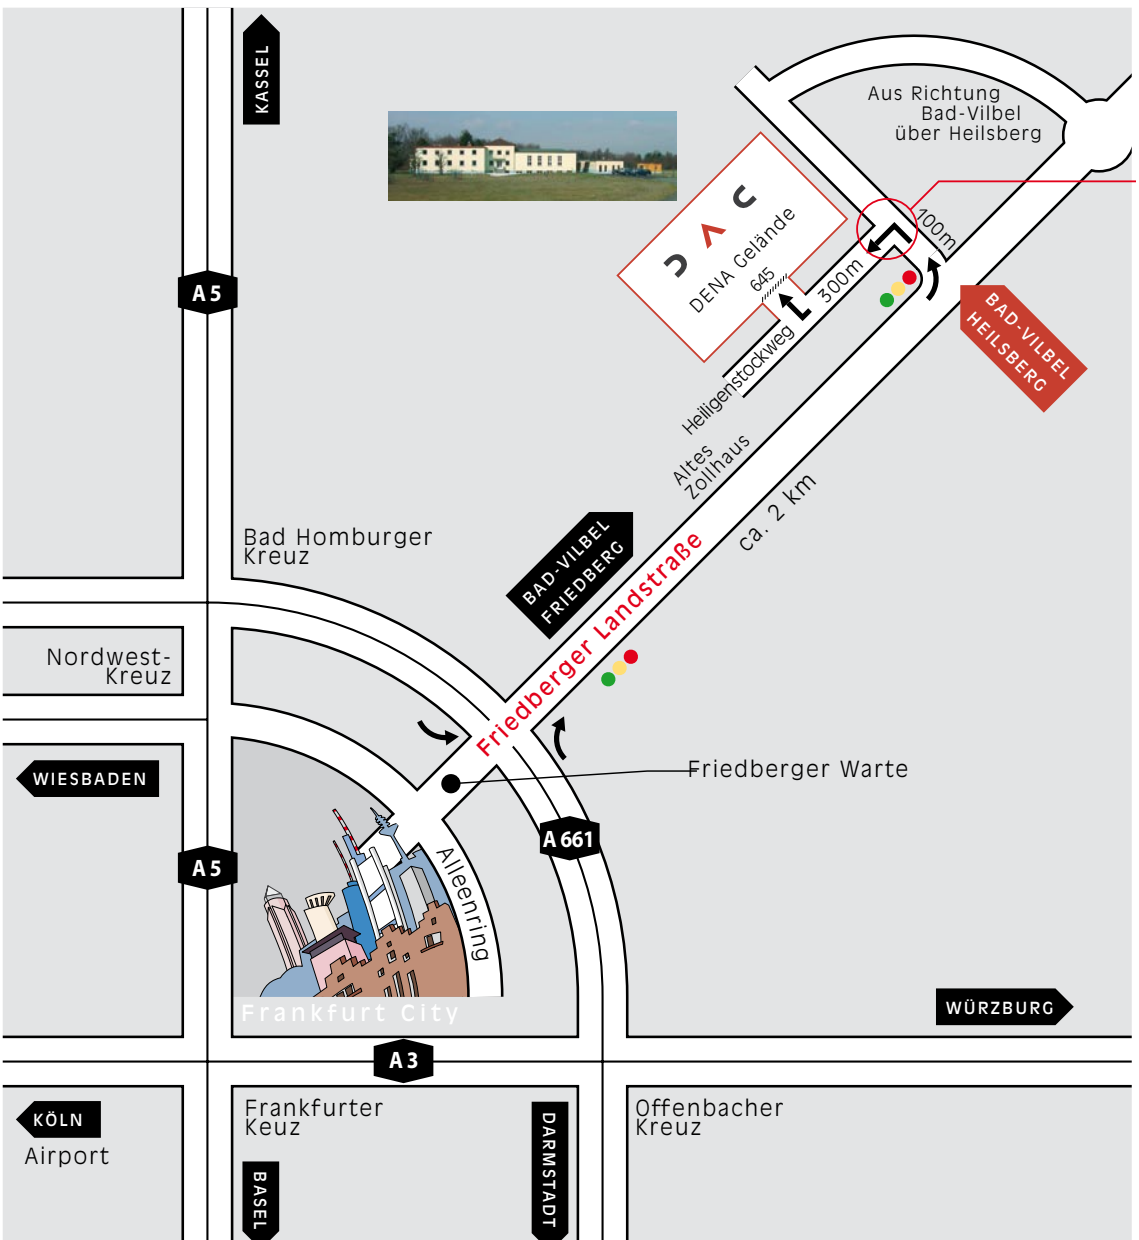 KASSEL
Aus Richtung
Bad-Vilbel
über Heilsberg
100m
DENA Gelände
645
300m
A5
BAD-VILBEL
HEILSBERG
Heiligenstockweg
Altes
Zollhaus
ca. 2 km
Bad Homburger
Kreuz
BAD-VILBEL
FRIEDBERG
Friedberger Landstraße
Nordwest-
Kreuz
WIESBADEN
Friedberger Warte
A661
A5
Alleenring
Frankfurt City
WÜRZBURG
A3
KÖLN
Airport
Frankfurter
Keuz
BASEL
DARMSTADT
Offenbacher
Kreuz